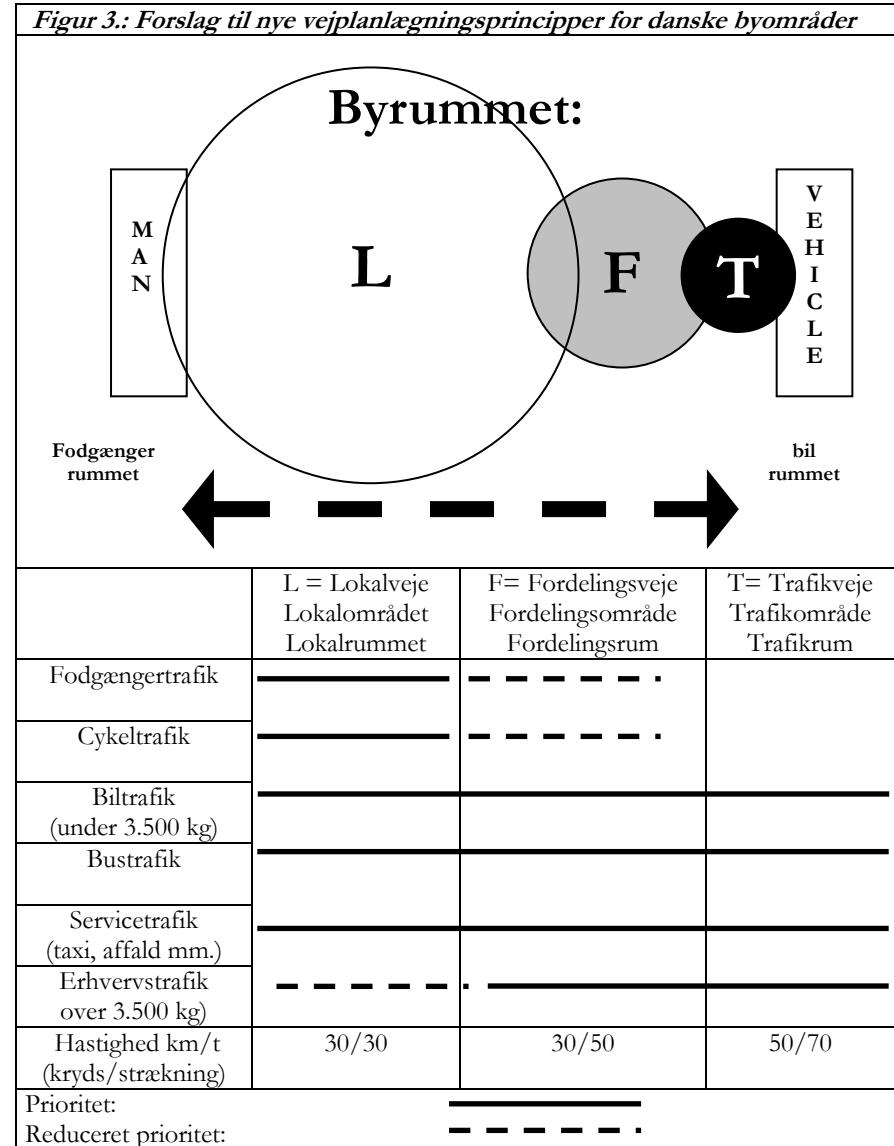 Figur 3.: Forslag til nye vejplanlægningsprincipper for danske byområder
Byrummet:
MAN
L
F
T
VEHICLE
Fodgænger
rummet
bil
rummet
L = Lokalveje
Lokalområdet
Lokalrummet
F= Fordelingsveje
Fordelingsområde
Fordelingsrum
T= Trafikveje
Trafikområde
Trafikrum
Fodgængertrafik
Cykeltrafik
Biltrafik
(under 3.500 kg)
Bustrafik
Servicetrafik
(taxi, affald mm.)
Erhvervstrafik
over 3.500 kg)
Hastighed km/t
(kryds/strækning)
30/30
30/50
50/70
Prioritet:
Reduceret prioritet: